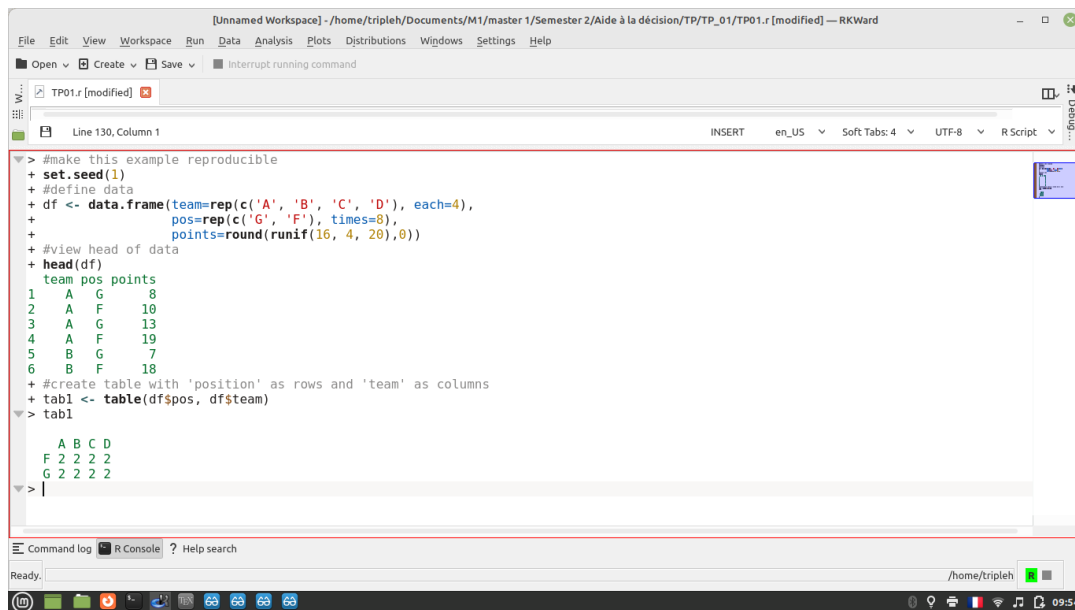 [Unnamed Workspace] - /home/tripleh/Documents/M1/master 1/Semester 2/Aide à la décision/TP/TP_01/TP01.r [modified] — RKWard
File Edit View Workspace Run Data Analysis Plots Distributions Windows Settings Help
Open Create Save Interrupt running command
W...
TP01.r [modified]
Debug...
Line 130, Column 1 INSERT en_US Soft Tabs: 4 UTF-8 R Script
> #make this example reproducible
+ set.seed(1)
+ #define data
+ df <- data.frame(team=rep(c('A', 'B', 'C', 'D'), each=4),
+                  pos=rep(c('G', 'F'), times=8),
+                  points=round(runif(16, 4, 20),0))
+ #view head of data
+ head(df)
  team pos points
1    A   G      8
2    A   F     10
3    A   G     13
4    A   F     19
5    B   G      7
6    B   F     18
+ #create table with 'position' as rows and 'team' as columns
+ tab1 <- table(df$pos, df$team)
> tab1
    A B C D
  F 2 2 2 2
  G 2 2 2 2
>
Command log R Console ? Help search
Ready. /home/tripleh R
lm TEX 09:54